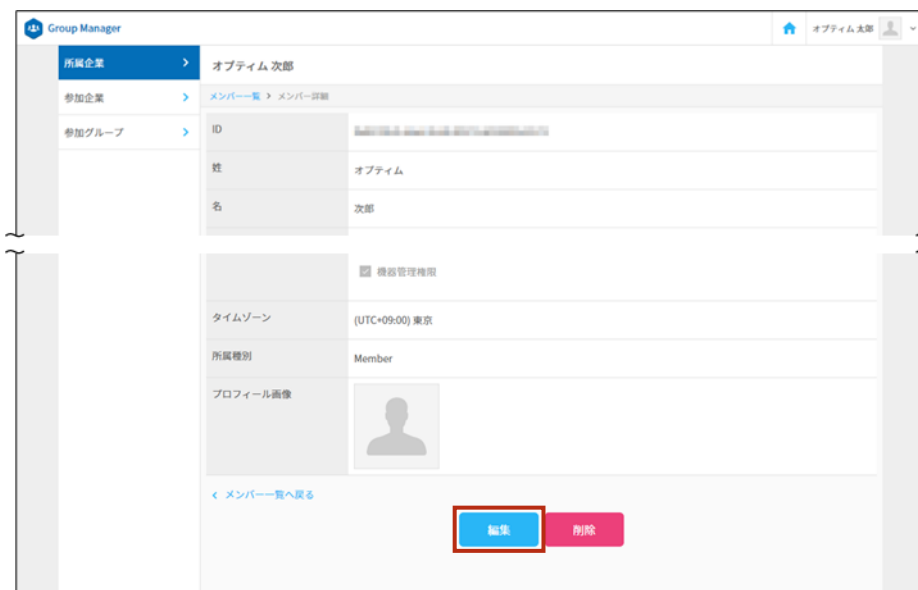 Group Manager
オプティム 太郎
所属企業
参加企業
参加グループ
オプティム 次郎
メンバー一覧 > メンバー詳細
ID
姓
オプティム
名
次郎
機器管理権限
タイムゾーン
(UTC+09:00) 東京
所属種別
Member
プロフィール画像
メンバー一覧へ戻る
編集
削除